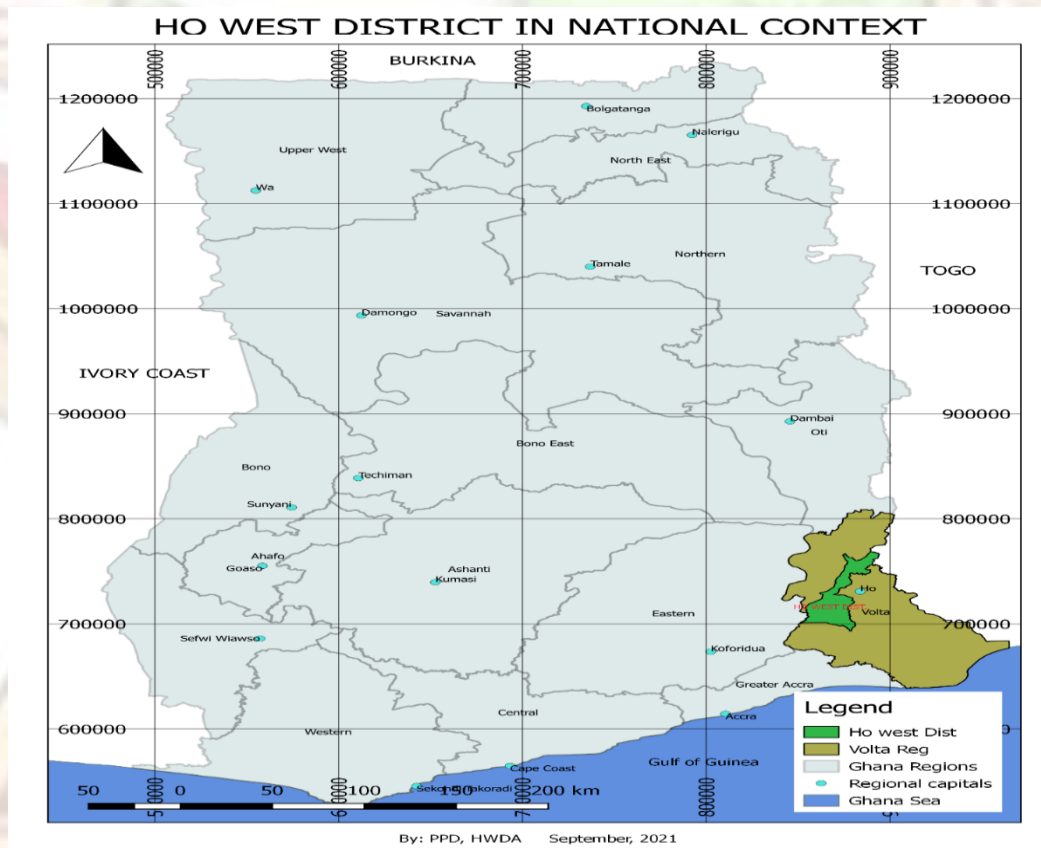 HO WEST DISTRICT IN NATIONAL CONTEXT
500000 600000 700000 800000 900000
BURKINA
1200000 1200000
Bolgatanga
Nalerigu
Upper West
North East
Wa
1100000 1100000
Northern
Tamale
TOGO
1000000 1000000
Damongo Savannah
IVORY COAST
900000 900000
Dambai
Oti
Bono East
Bono
Techiman
Sunyani
800000 800000
Ahafo
Goaso
Ashanti
Kumasi
Ho
HO WEST DIST
Volta
Eastern
700000 700000
Sefwi Wiawso
Koforidua
Greater Accra
Central
Accra
600000
Western
Gulf of Guinea
Cape Coast
Sekondi Takoradi
50 0 50 100 150 200 km
Legend
Ho west Dist
Volta Reg
Ghana Regions
Regional capitals
Ghana Sea
By: PPD, HWDA September, 2021